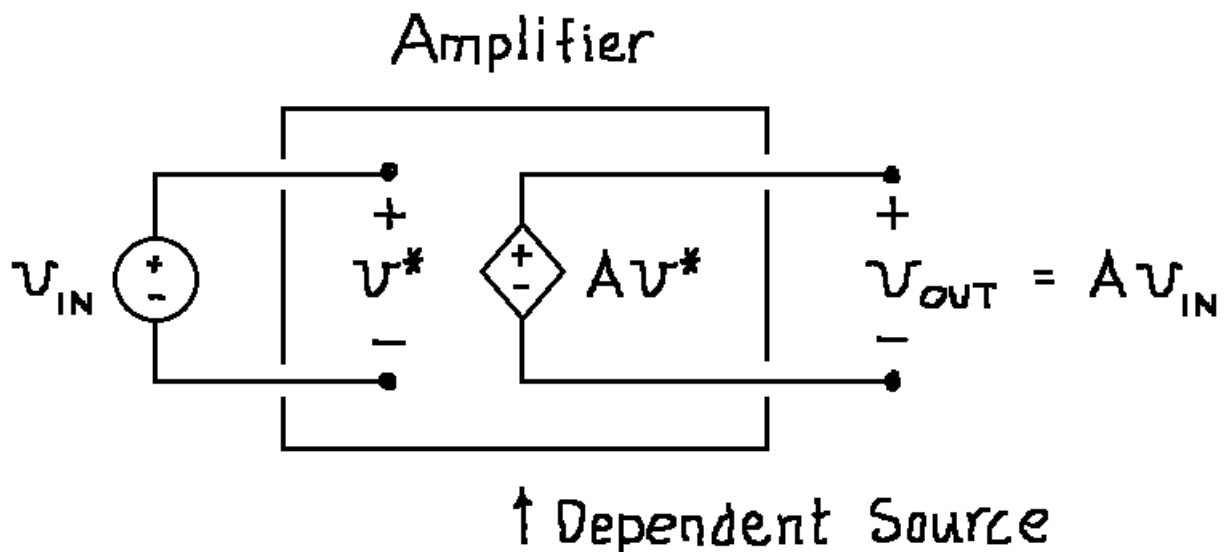 Amplifier
+ +
v_IN + - v* + - Av* v_OUT = Av_IN
- -
↑ Dependent Source